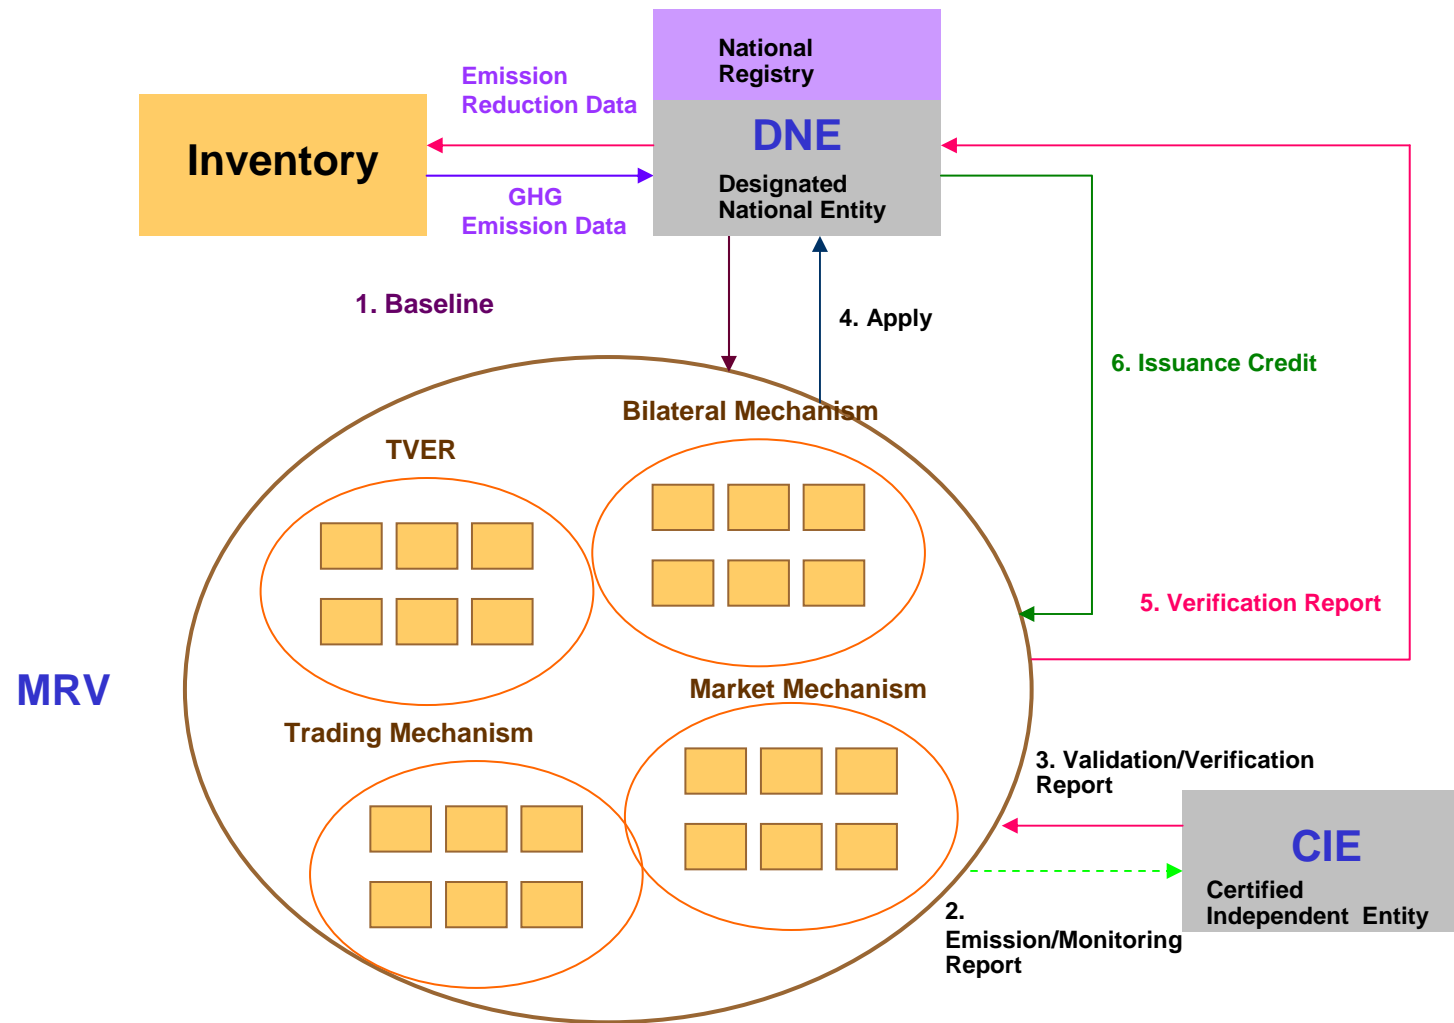 National
Registry
Emission
Reduction Data
DNE
Inventory
Designated
National Entity
GHG
Emission Data
1. Baseline
4. Apply
6. Issuance Credit
Bilateral Mechanism
TVER
5. Verification Report
MRV
Market Mechanism
Trading Mechanism
3. Validation/Verification
Report
CIE
Certified
Independent Entity
2.
Emission/Monitoring
Report